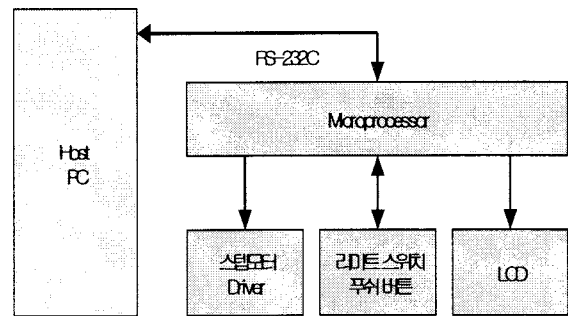 RS-232C
Microprocessor
Host
PC
스텝모터
Driver
리미트 스위치
푸쉬 버튼
LCD